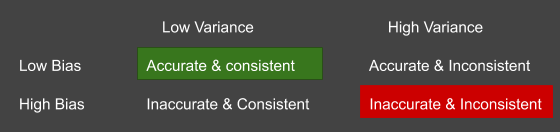 Low Variance High Variance
Low Bias Accurate & consistent Accurate & Inconsistent
High Bias Inaccurate & Consistent Inaccurate & Inconsistent